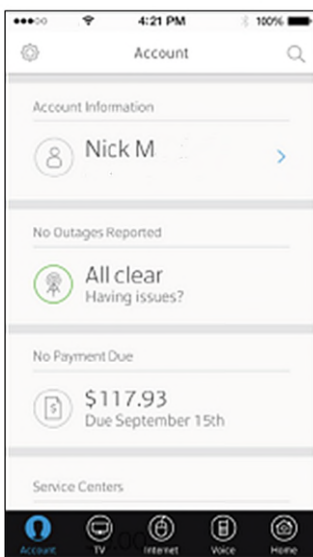 4:21 PM
100%
Account
Account Information
Nick M
No Outages Reported
All clear
Having issues?
No Payment Due
$117.93
Due September 15th
Service Centers
Account
TV
Internet
Voice
Home